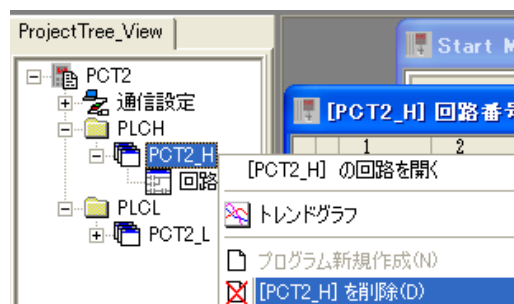 ProjectTree_View
PCT2
通信設定
PLCH
PCT2_H
回路
PLCL
PCT2_L
Start
[PCT2_H] 回路番号
1 2
[PCT2_H] の回路を開く
トレンドグラフ
プログラム新規作成(N)
[PCT2_H] を削除(D)